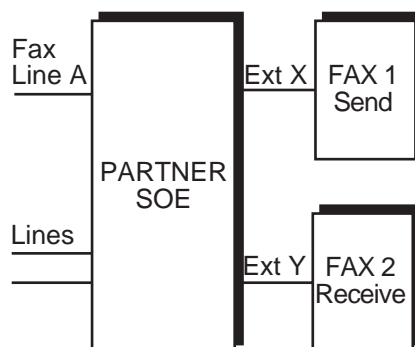 Fax
Line A
Ext X
FAX 1
Send
PARTNER
SOE
Lines
Ext Y
FAX 2
Receive